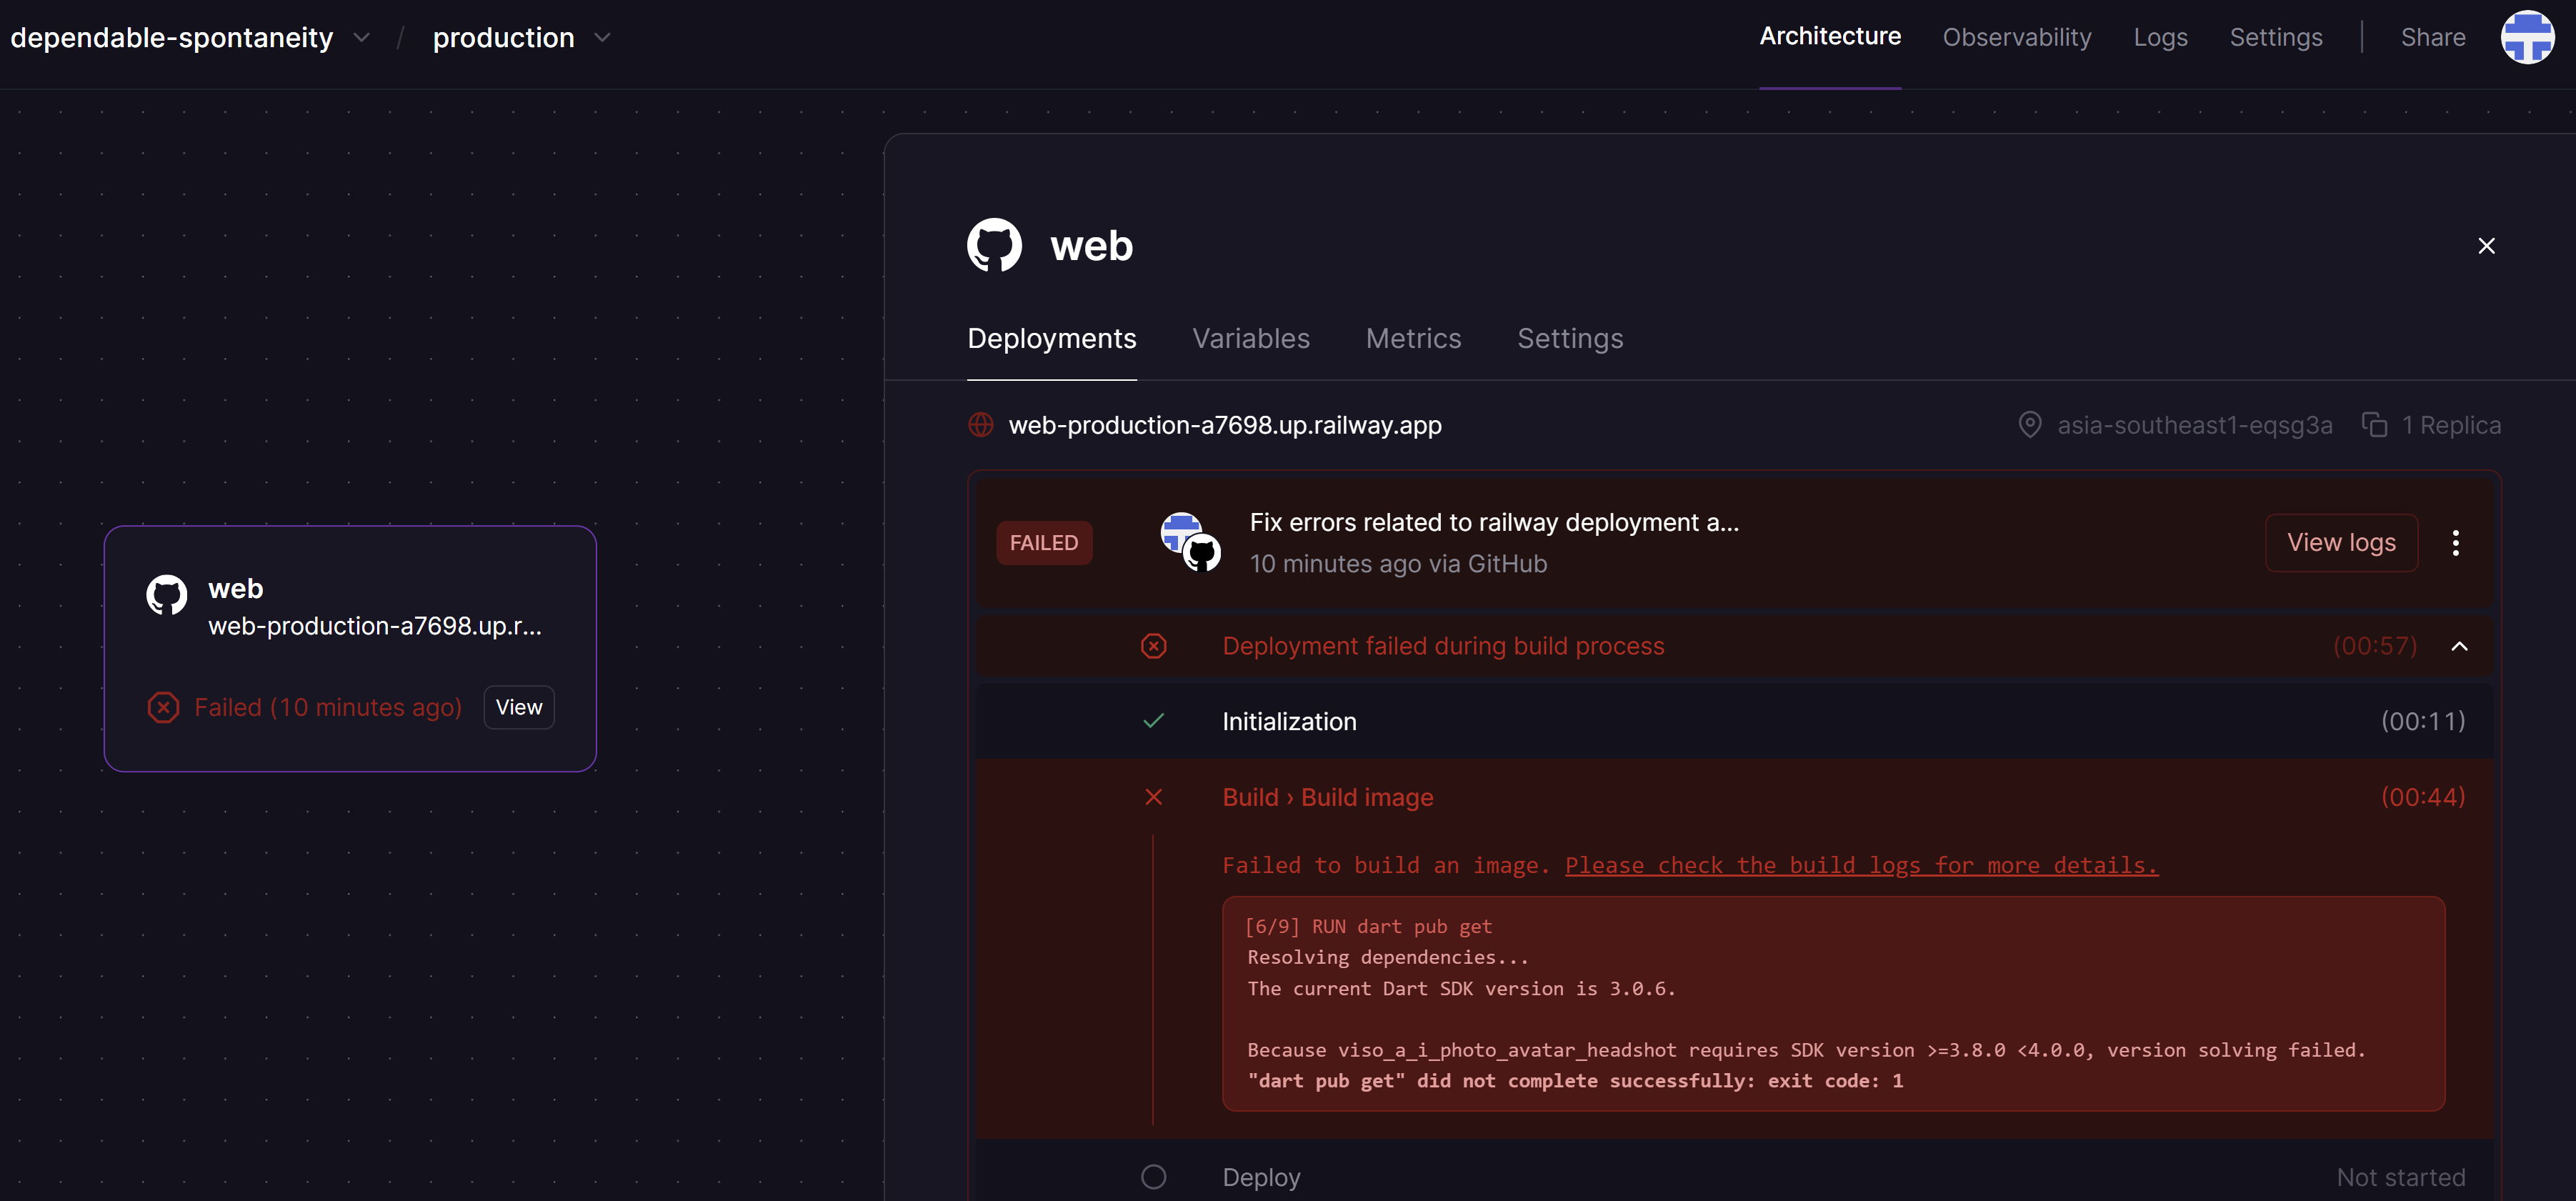 dependable-spontaneity / production
Architecture Observability Logs Settings Share
web
Deployments Variables Metrics Settings
web-production-a7698.up.railway.app asia-southeast1-eqsg3a 1 Replica
FAILED
Fix errors related to railway deployment a...
10 minutes ago via GitHub
View logs
Deployment failed during build process (00:57)
Initialization (00:11)
Build › Build image (00:44)
Failed to build an image. Please check the build logs for more details.
[6/9] RUN dart pub get
Resolving dependencies...
The current Dart SDK version is 3.0.6.
Because viso_a_i_photo_avatar_headshot requires SDK version >=3.8.0 <4.0.0, version solving failed.
"dart pub get" did not complete successfully: exit code: 1
Deploy Not started
web
web-production-a7698.up.r...
Failed (10 minutes ago) View